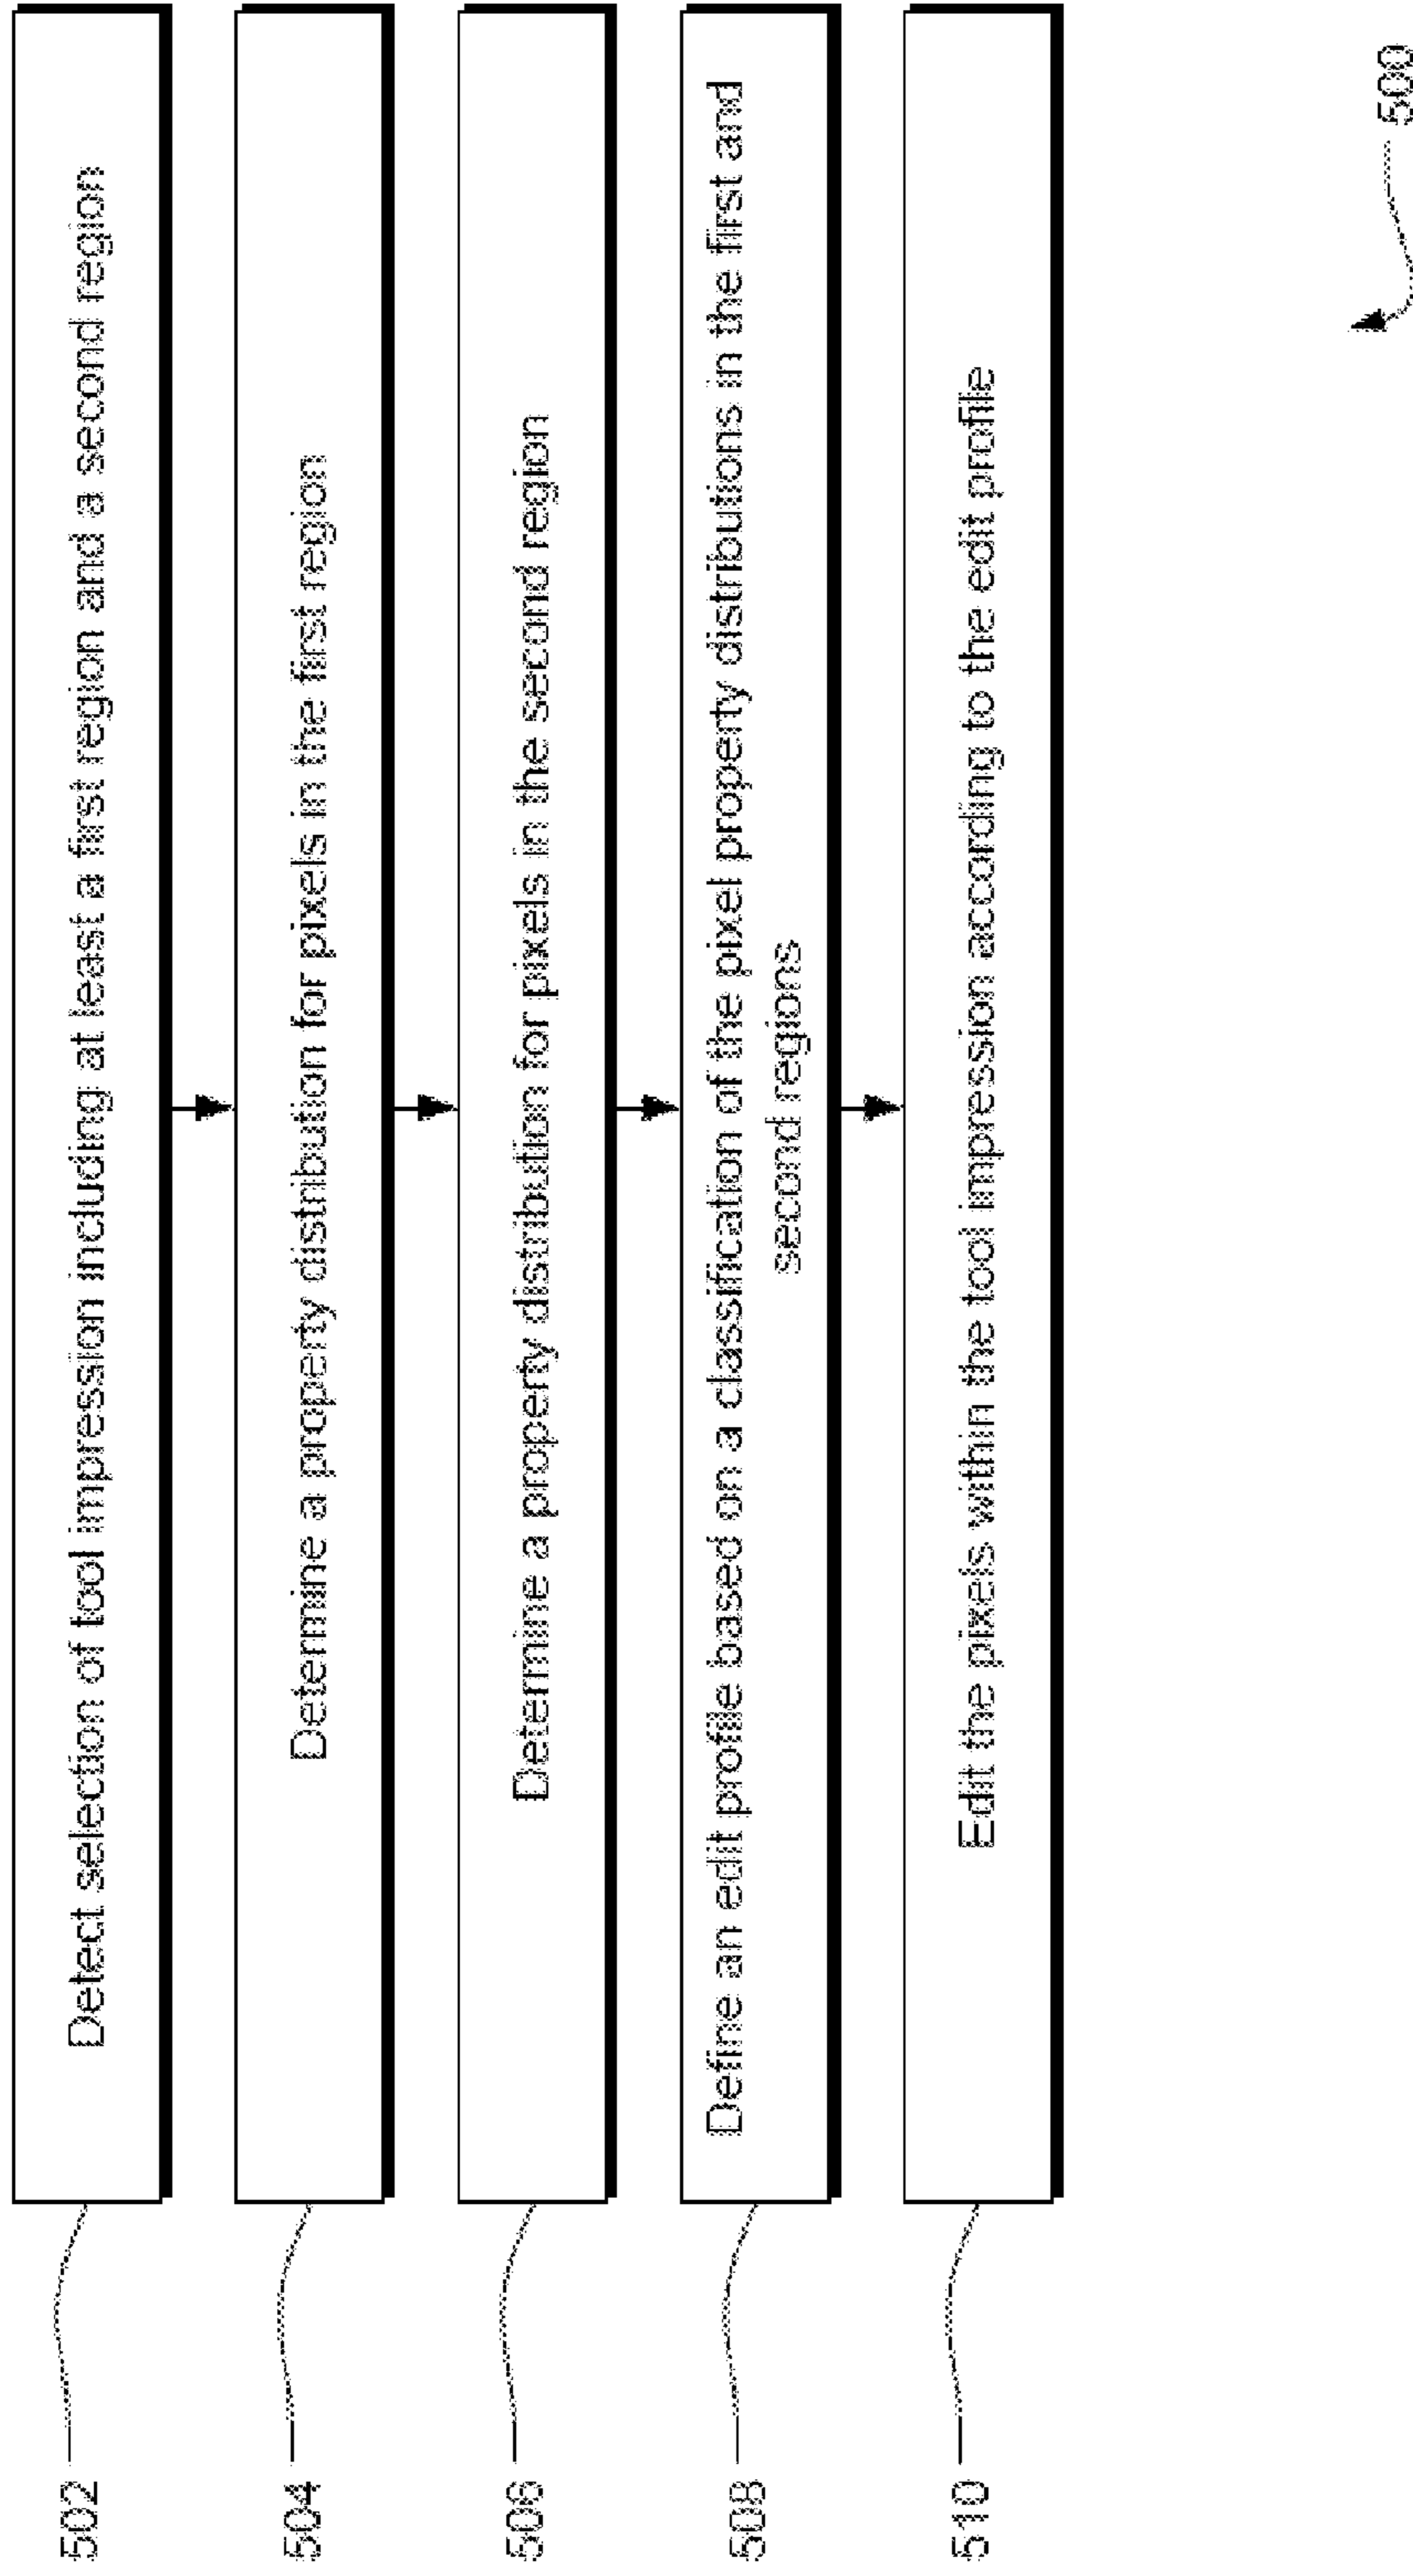 502
Detect selection of tool impression including at least a first region and a second region
504
Determine a property distribution for pixels in the first region
506
Determine a property distribution for pixels in the second region
508
Define an edit profile based on a classification of the pixel property distributions in the first and
second regions
510
Edit the pixels within the tool impression according to the edit profile
500